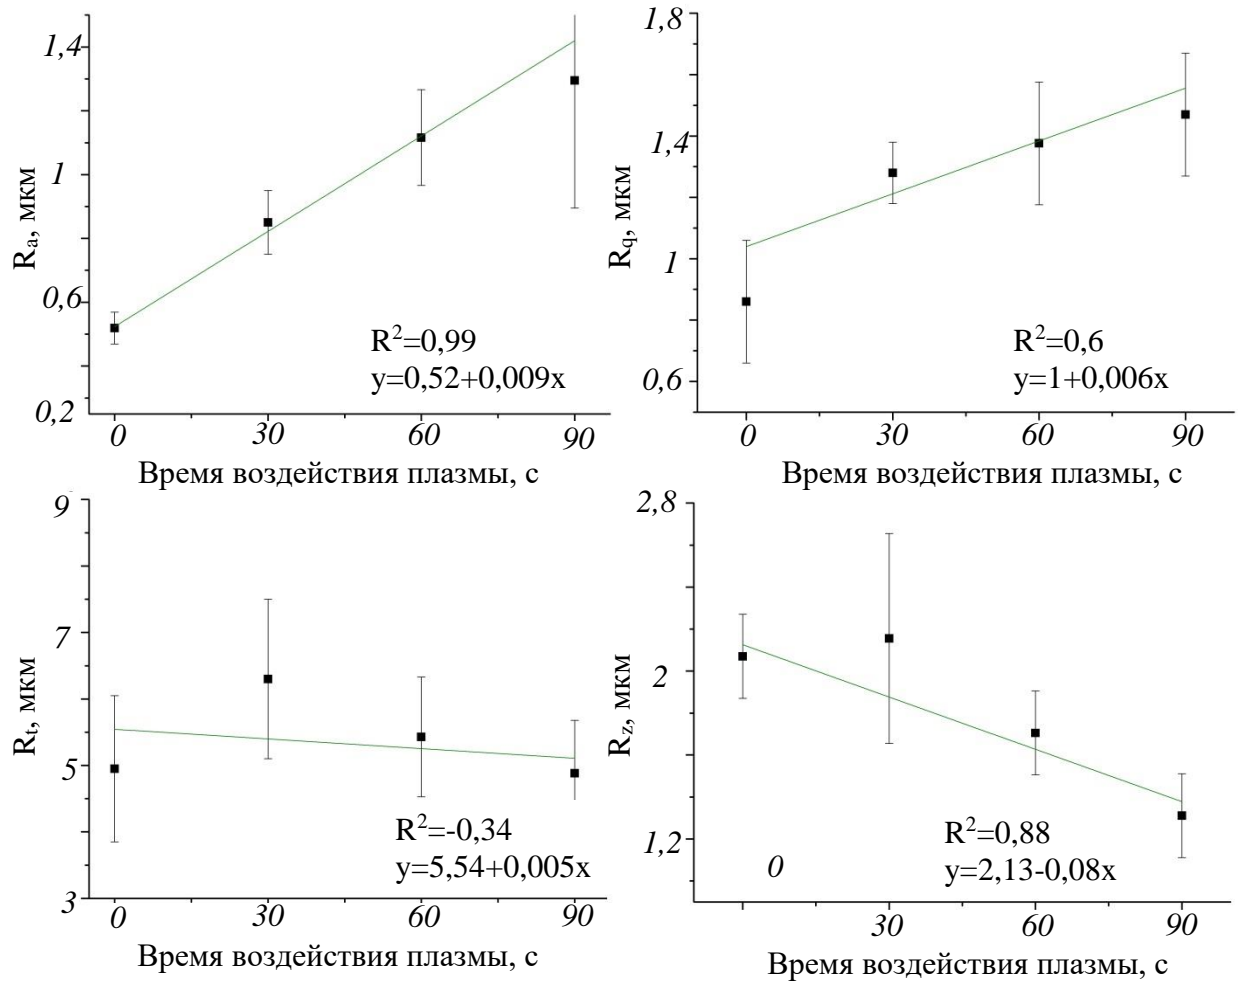 1,4
1
0,6
0,2
Rₐ, мкм
R²=0,99
y=0,52+0,009x
0 30 60 90
Время воздействия плазмы, с
1,8
1,4
1
0,6
R_q, мкм
R²=0,6
y=1+0,006x
0 30 60 90
Время воздействия плазмы, с
9
7
5
3
Rₜ, мкм
R²=-0,34
y=5,54+0,005x
0 30 60 90
Время воздействия плазмы, с
2,8
2
1,2
R_z, мкм
R²=0,88
y=2,13-0,08x
0
30 60 90
Время воздействия плазмы, с